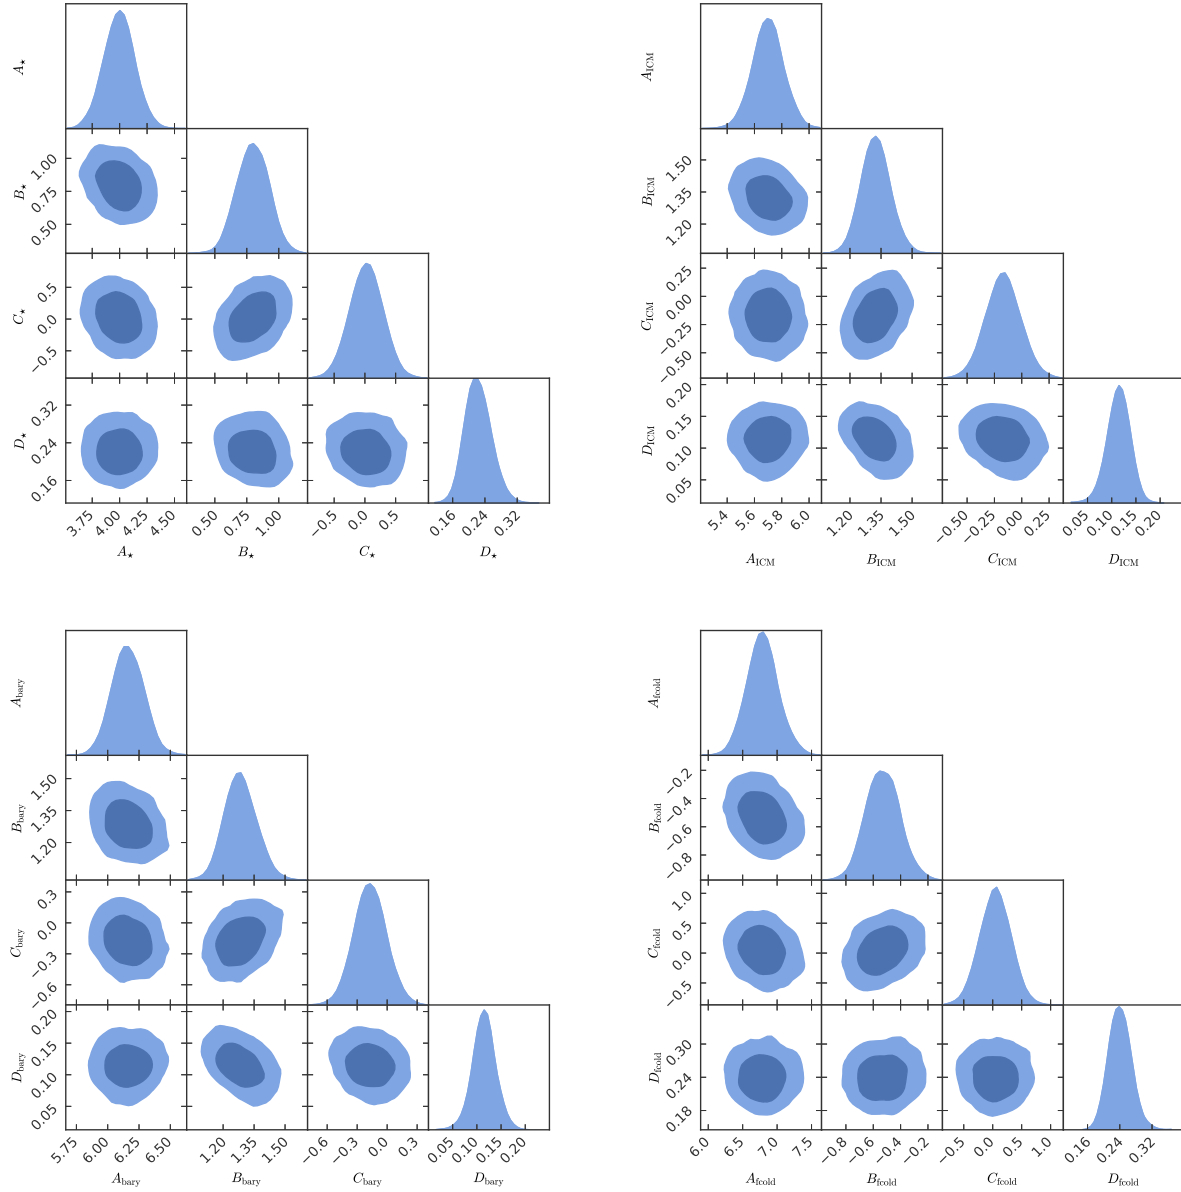 A⋆
B⋆ 1.00 0.75 0.50
C⋆ 0.5 0.0 −0.5
D⋆ 0.32 0.24 0.16
3.75 4.00 4.25 4.50 0.50 0.75 1.00 −0.5 0.0 0.5 0.16 0.24 0.32
A⋆ B⋆ C⋆ D⋆
A_ICM
B_ICM 1.50 1.35 1.20
C_ICM 0.25 0.00 −0.25 −0.50
D_ICM 0.20 0.15 0.10 0.05
5.4 5.6 5.8 6.0 1.20 1.35 1.50 −0.50 −0.25 0.00 0.25 0.05 0.10 0.15 0.20
A_ICM B_ICM C_ICM D_ICM
A_bary
B_bary 1.50 1.35 1.20
C_bary 0.3 0.0 −0.3 −0.6
D_bary 0.20 0.15 0.10 0.05
5.75 6.00 6.25 6.50 1.20 1.35 1.50 −0.6 −0.3 0.0 0.3 0.05 0.10 0.15 0.20
A_bary B_bary C_bary D_bary
A_fcold
B_fcold −0.2 −0.4 −0.6 −0.8
C_fcold 1.0 0.5 0.0 −0.5
D_fcold 0.30 0.24 0.18
6.0 6.5 7.0 7.5 −0.8 −0.6 −0.4 −0.2 −0.5 0.0 0.5 1.0 0.16 0.24 0.32
A_fcold B_fcold C_fcold D_fcold